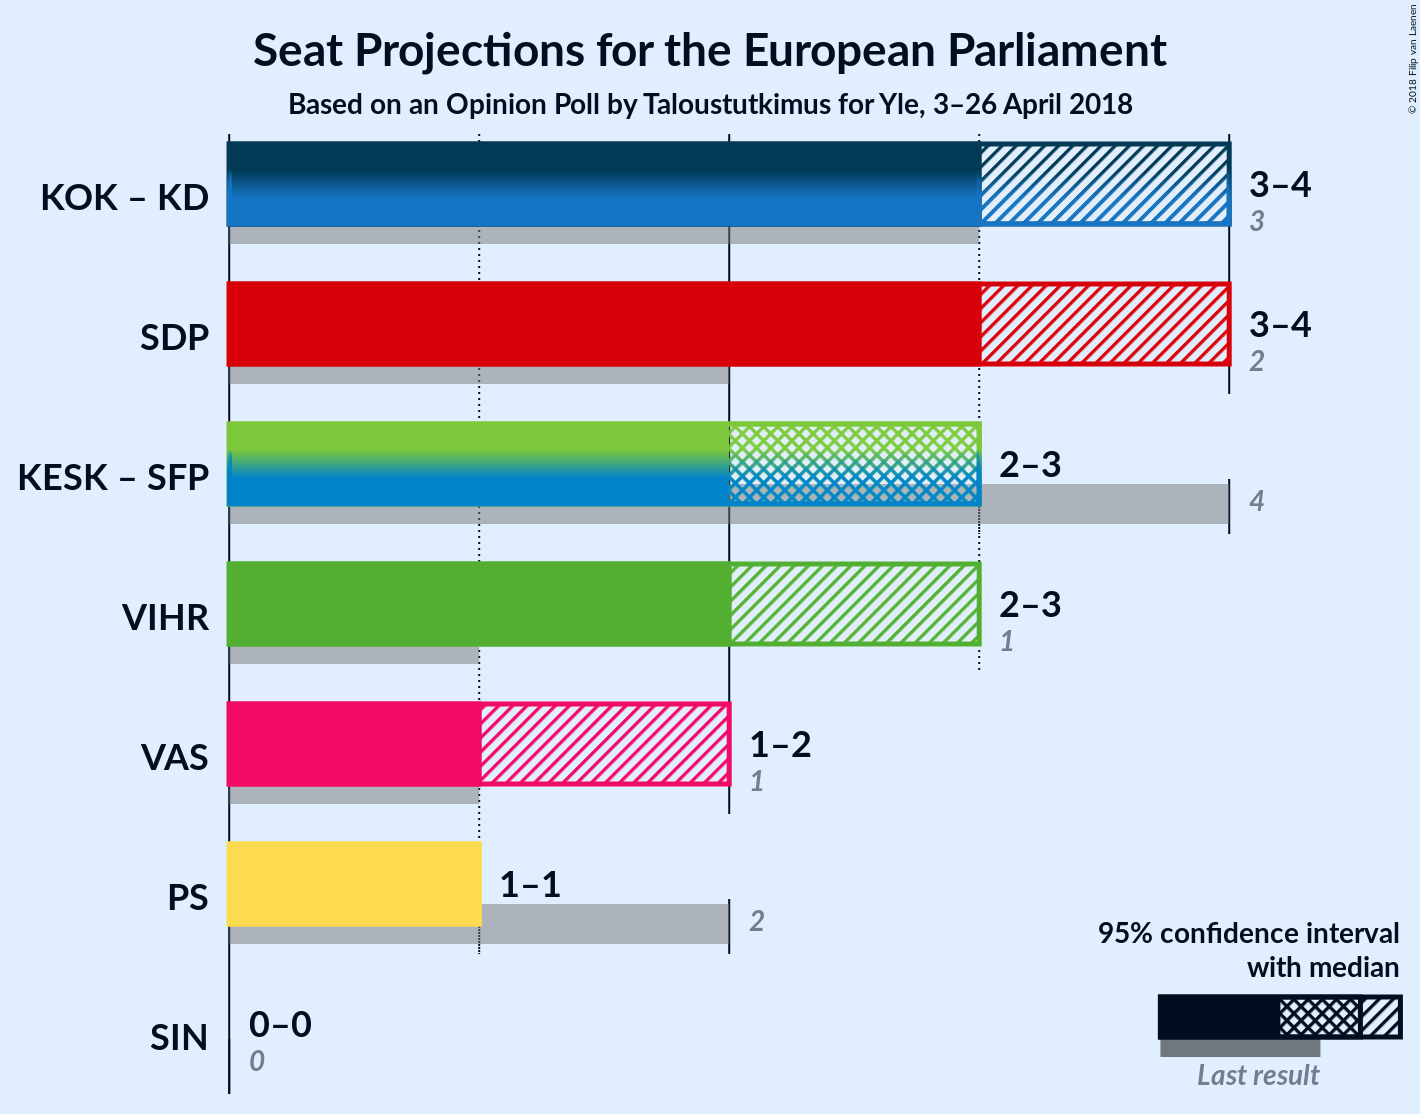 Seat Projections for the European Parliament
Based on an Opinion Poll by Taloustutkimus for Yle, 3–26 April 2018
© 2018 Filip van Laenen
KOK – KD
3–4
3
SDP
3–4
2
KESK – SFP
2–3
4
VIHR
2–3
1
VAS
1–2
1
PS
1–1
2
SIN
0–0
0
95% confidence interval
with median
Last result